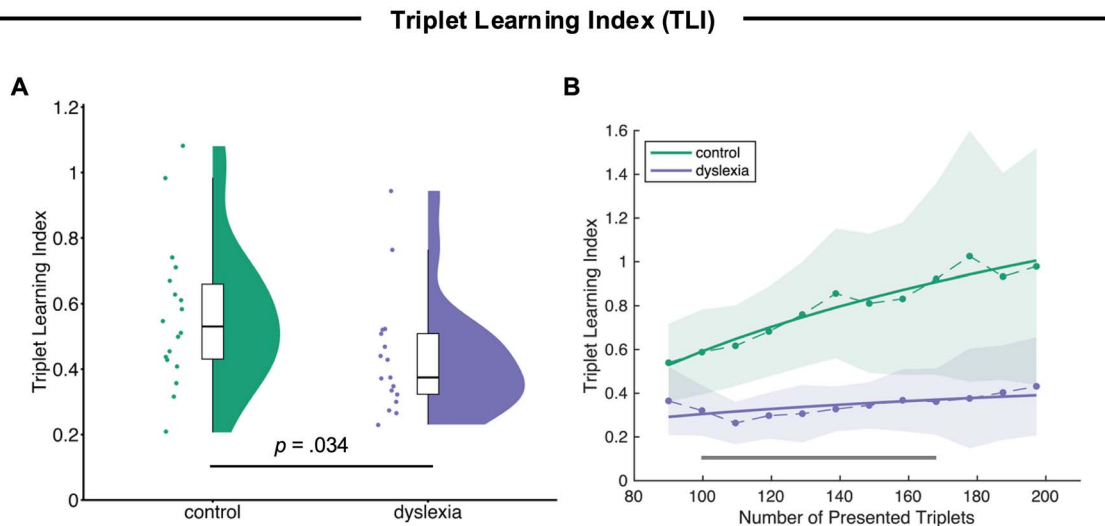 Triplet Learning Index (TLI)
A
Triplet Learning Index
1.2
1
0.8
0.6
0.4
0.2
0
p = .034
control dyslexia
B
Triplet Learning Index
1.6
1.4
1.2
1
0.8
0.6
0.4
0.2
0
control
dyslexia
80 100 120 140 160 180 200
Number of Presented Triplets